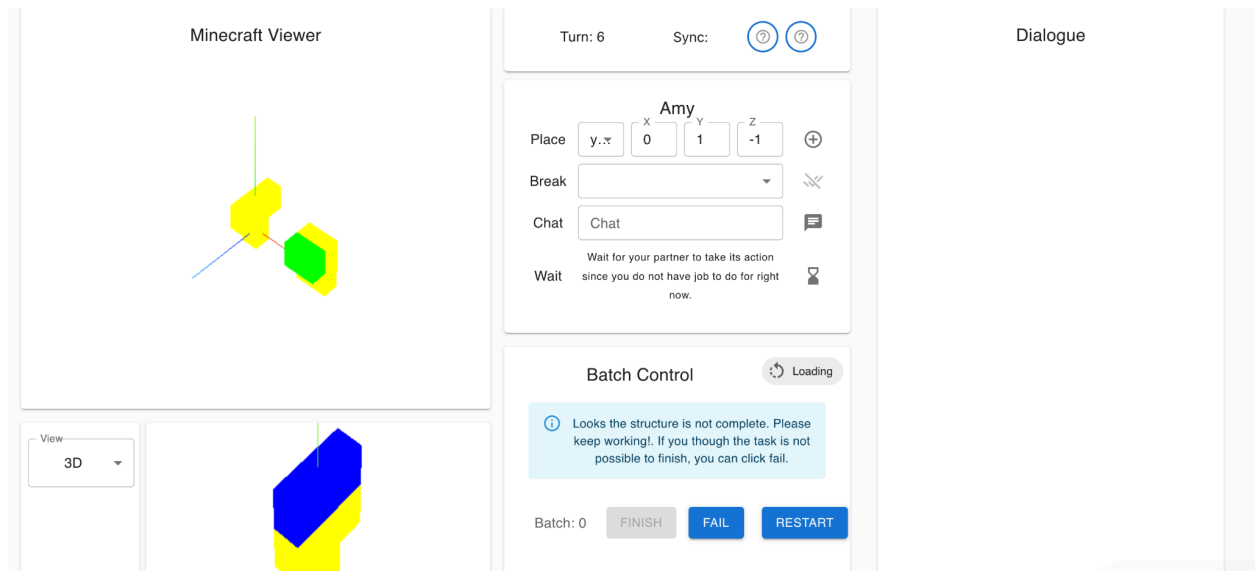 Minecraft Viewer
Turn: 6 Sync:
Dialogue
Amy
Place y... X 0 Y 1 Z -1
Break
Chat Chat
Wait Wait for your partner to take its action
since you do not have job to do for right
now.
Batch Control Loading
Looks the structure is not complete. Please
keep working!. If you though the task is not
possible to finish, you can click fail.
View
3D
Batch: 0 FINISH FAIL RESTART